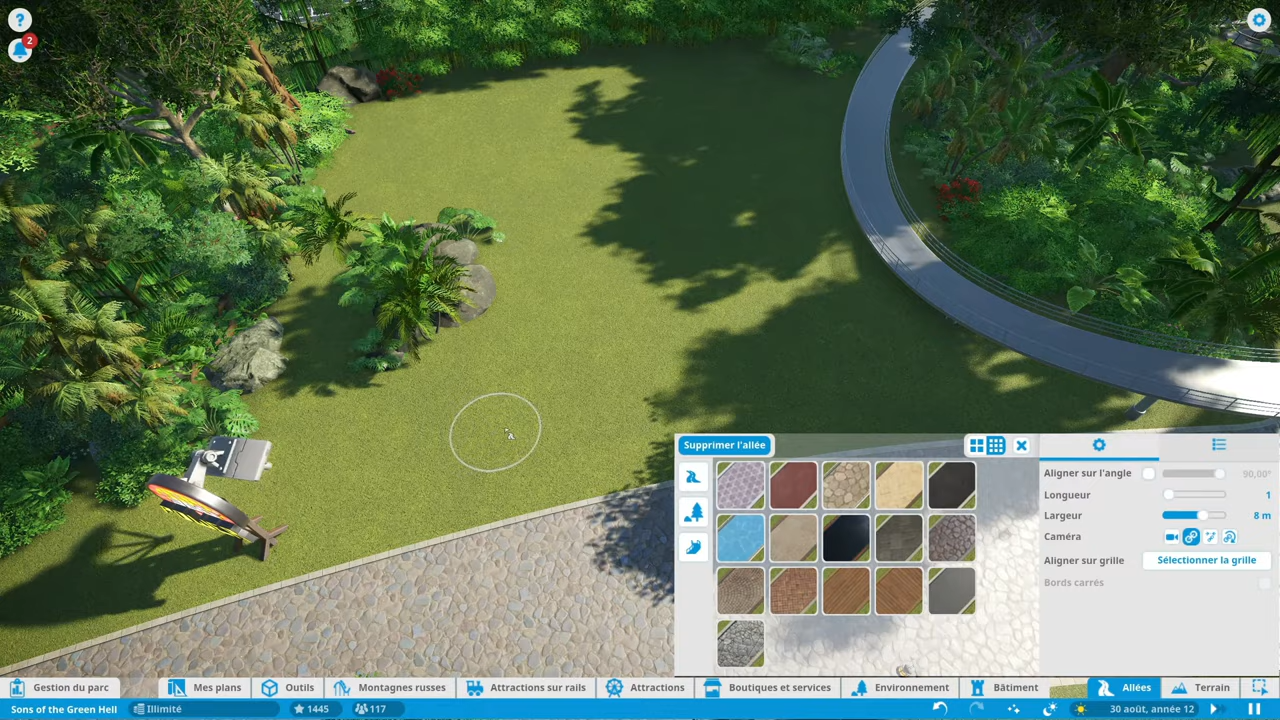 ?
2
Supprimer l'allée
Aligner sur l'angle 90,00°
Longueur 1
Largeur 8 m
Caméra
Aligner sur grille Sélectionner la grille
Bords carrés
Gestion du parc Mes plans Outils Montagnes russes Attractions sur rails Attractions Boutiques et services Environnement Bâtiment Allées Terrain
Sons of the Green Hell Illimité 1445 117 30 août, année 12